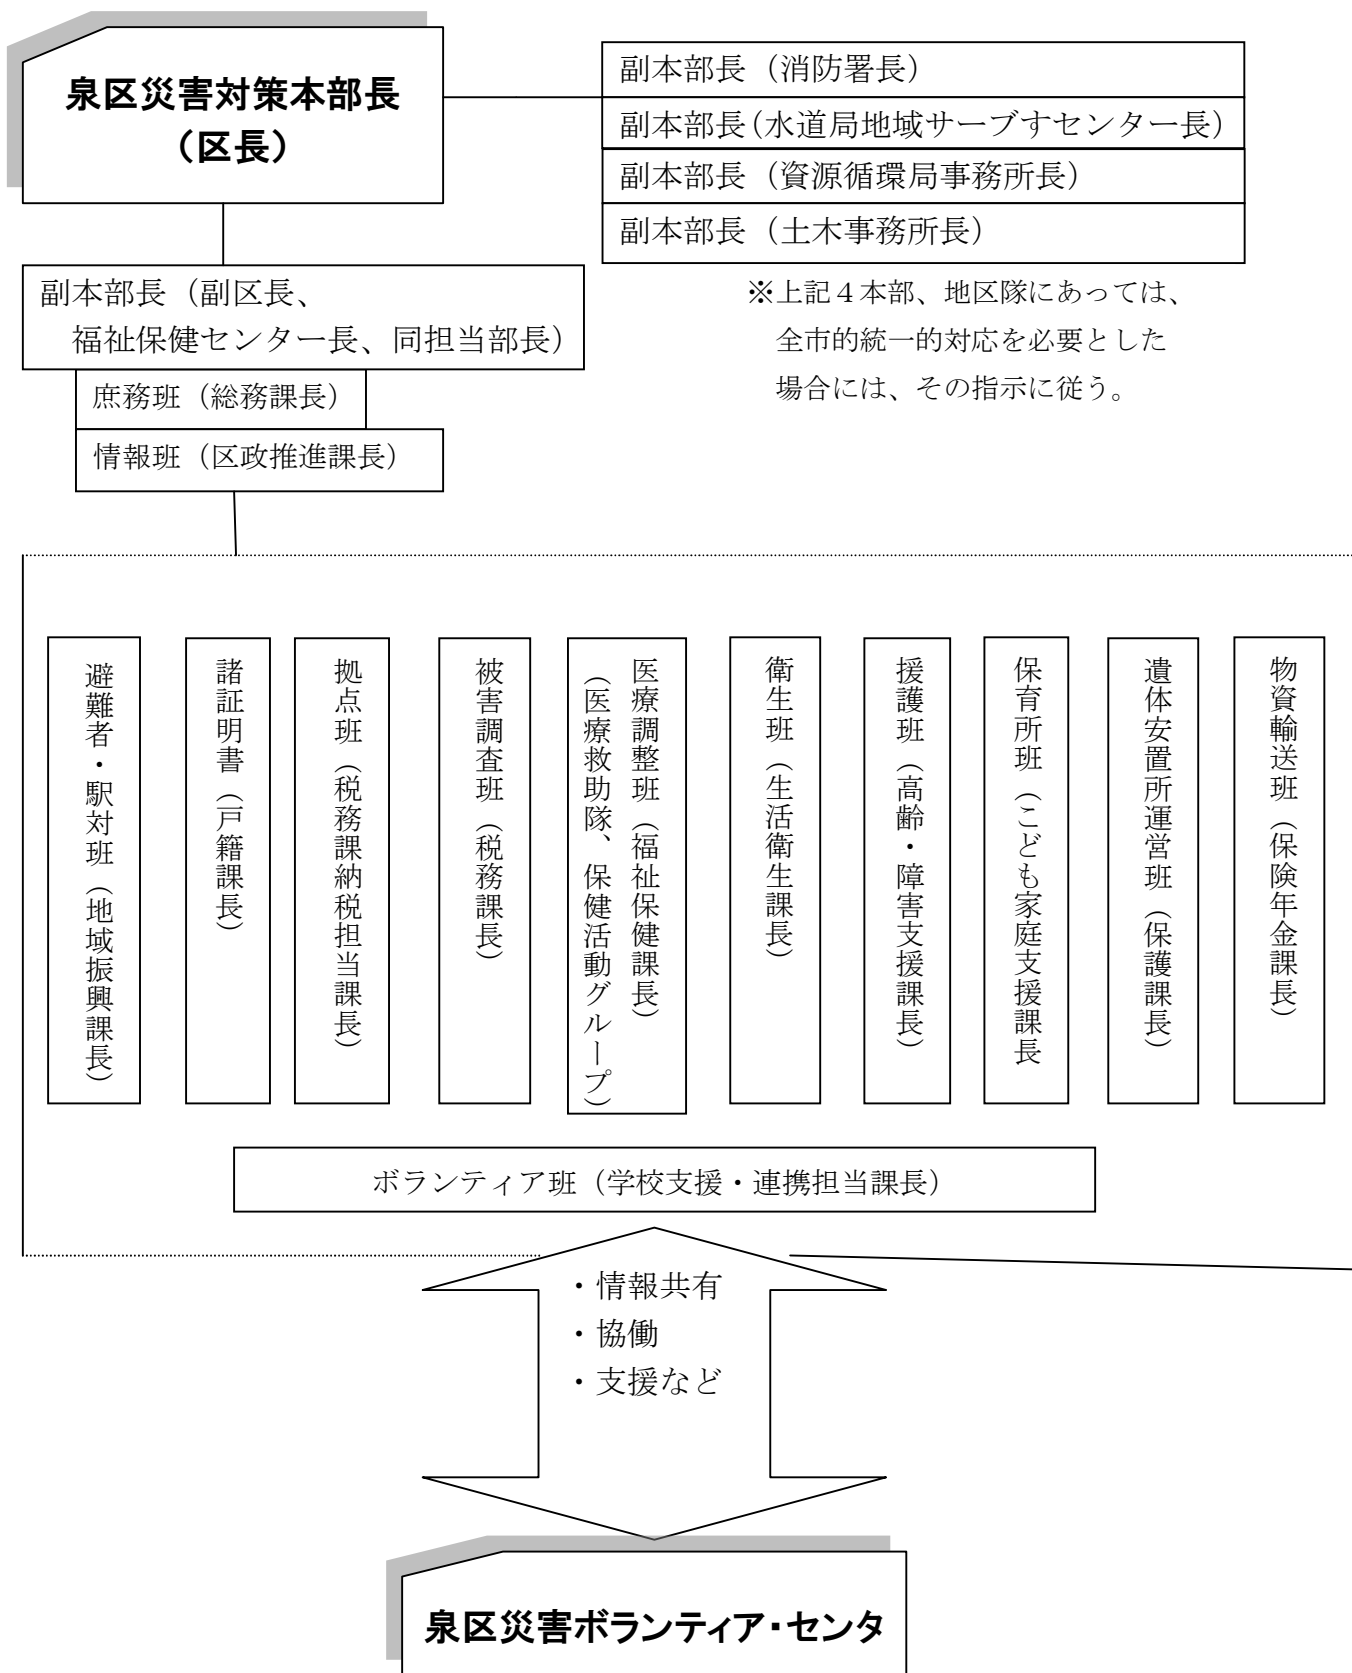 泉区災害対策本部長
（区長）
副本部長（消防署長）
副本部長（水道局地域サーブすセンター長）
副本部長（資源循環局事務所長）
副本部長（土木事務所長）
※上記４本部、地区隊にあっては、
全市的統一的対応を必要とした
場合には、その指示に従う。
副本部長（副区長、
福祉保健センター長、同担当部長）
庶務班（総務課長）
情報班（区政推進課長）
避難者・駅対班（地域振興課長）
諸証明書（戸籍課長）
拠点班（税務課納税担当課長）
被害調査班（税務課長）
医療調整班（福祉保健課長）
（医療救助隊、保健活動グループ）
衛生班（生活衛生課長）
援護班（高齢・障害支援課長）
保育所班（こども家庭支援課長
遺体安置所運営班（保護課長）
物資輸送班（保険年金課長）
ボランティア班（学校支援・連携担当課長）
・情報共有
・協働
・支援など
泉区災害ボランティア・センタ